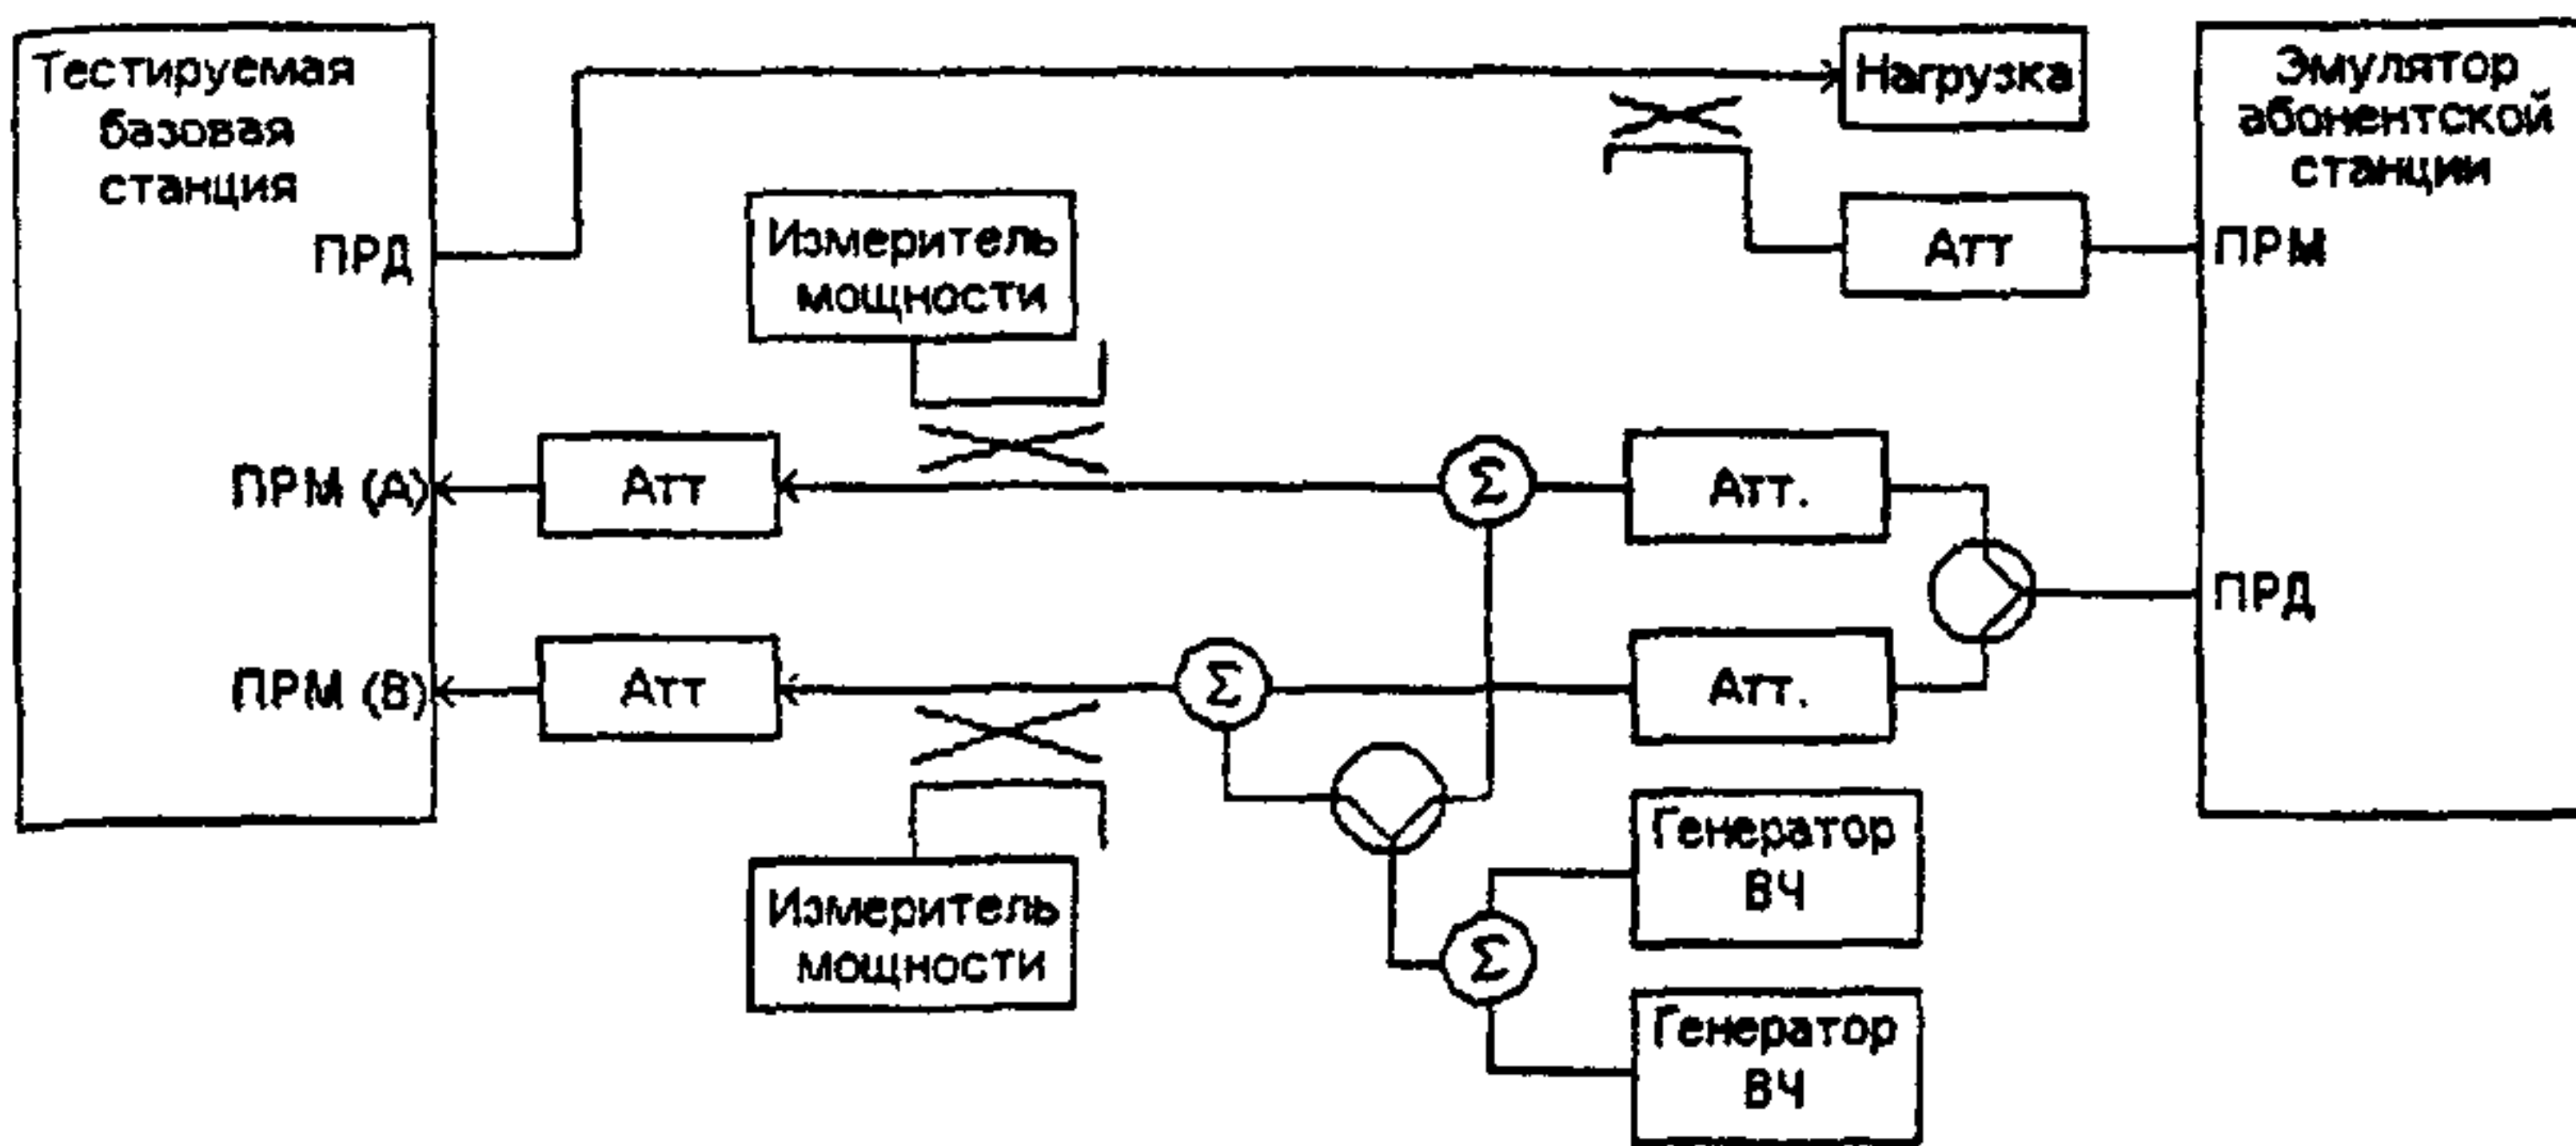 Тестируемая
базовая
станция
ПРД
ПРМ (А)
ПРМ (В)
Измеритель
мощности
Атт
Атт
Измеритель
мощности
Σ
Σ
Σ
Нагрузка
Атт
Атт.
Атт.
Генератор
ВЧ
Генератор
ВЧ
Эмулятор
абонентской
станции
ПРМ
ПРД